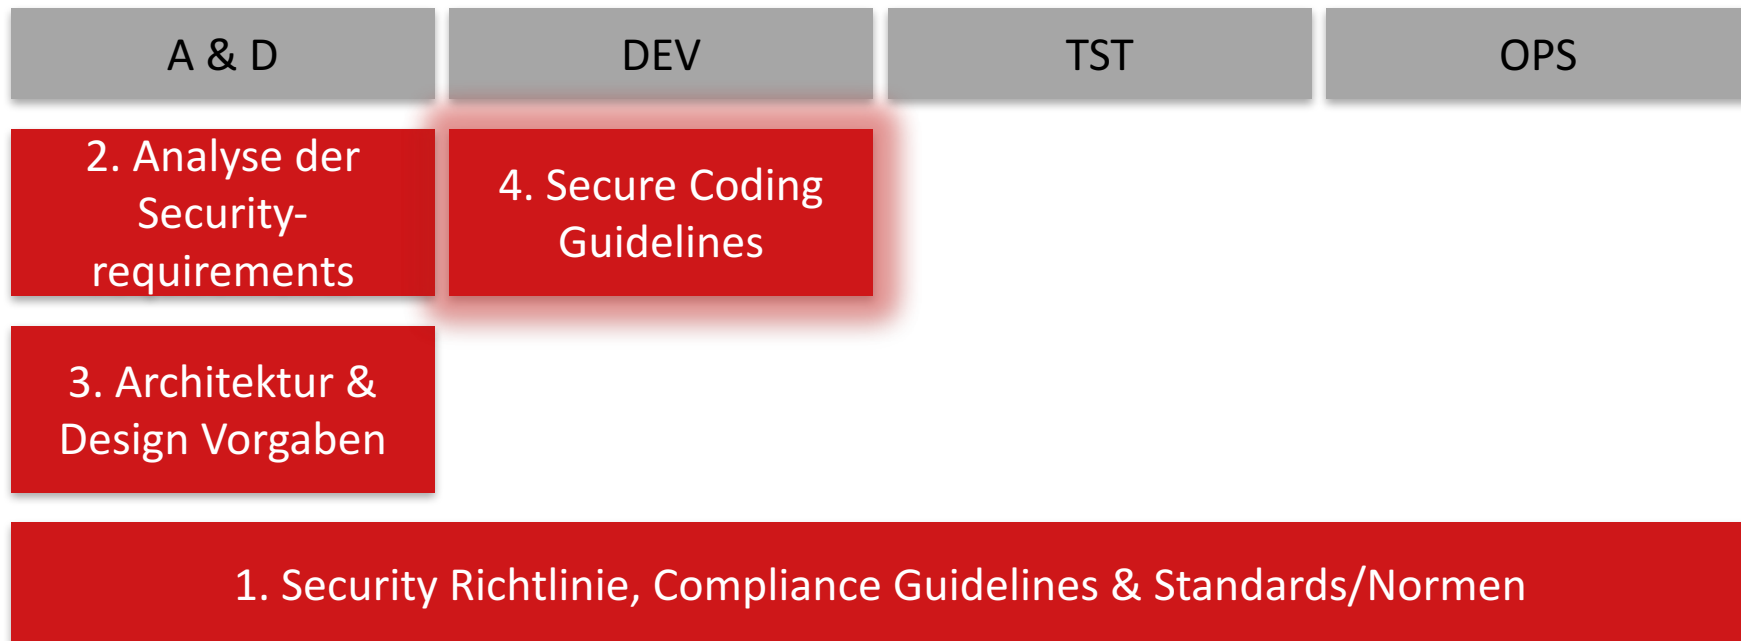 A & D
DEV
TST
OPS
2. Analyse der
Security-
requirements
4. Secure Coding
Guidelines
3. Architektur &
Design Vorgaben
1. Security Richtlinie, Compliance Guidelines & Standards/Normen